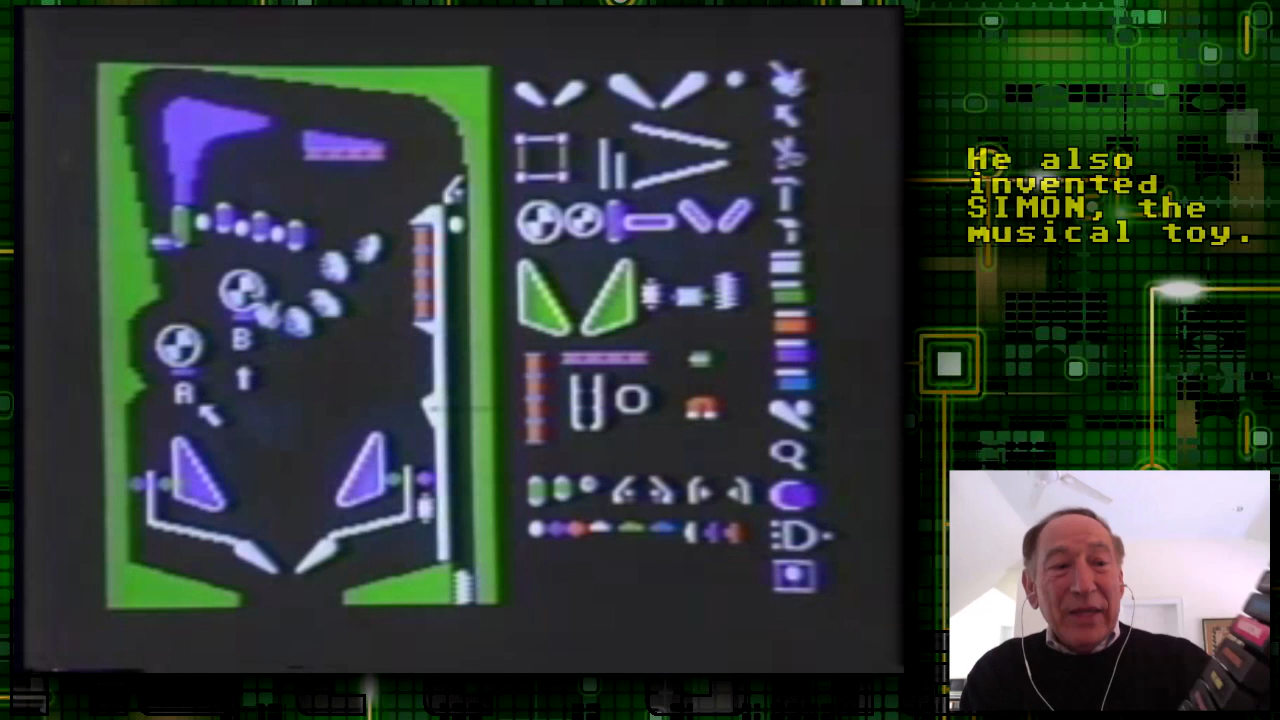 He also
invented
SIMON, the
musical toy.
B
A